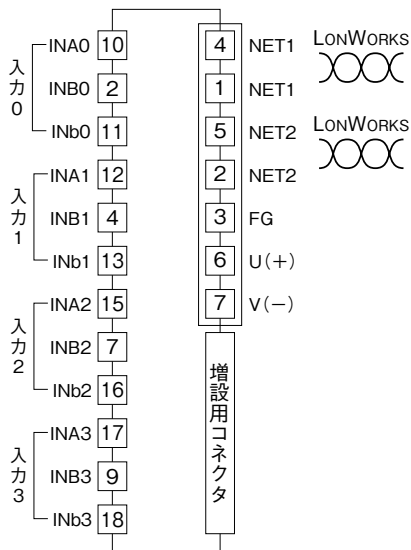 入力0
INA0 10
INB0 2
INb0 11
入力1
INA1 12
INB1 4
INb1 13
入力2
INA2 15
INB2 7
INb2 16
入力3
INA3 17
INB3 9
INb3 18
4 NET1 LONWORKS
1 NET1
5 NET2 LONWORKS
2 NET2
3 FG
6 U(+)
7 V(−)
増設用コネクタ